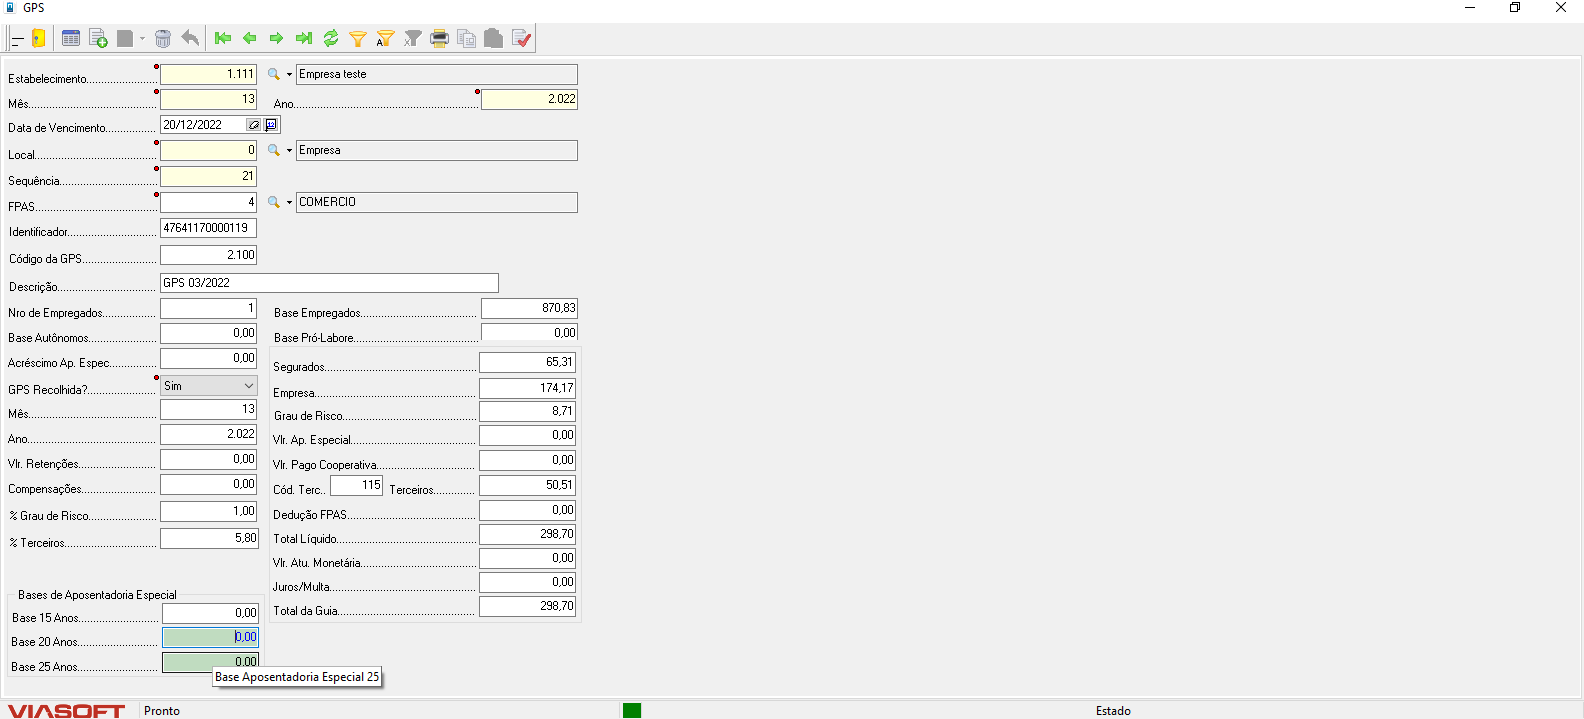 GPS
Estabelecimento 1.111 Empresa teste
Mês 13 Ano 2.022
Data de Vencimento 20/12/2022
Local 0 Empresa
Sequência 21
FPAS 4 COMERCIO
Identificador 47641170000119
Código da GPS 2.100
Descrição GPS 03/2022
Nro de Empregados 1 Base Empregados 870,83
Base Autônomos 0,00 Base Pró-Labore 0,00
Acréscimo Ap. Espec. 0,00 Segurados 65,31
GPS Recolhida? Sim Empresa 174,17
Mês 13 Grau de Risco 8,71
Ano 2.022 Vlr. Ap. Especial 0,00
Vlr. Retenções 0,00 Vlr. Pago Cooperativa 0,00
Compensações 0,00 Cód. Terc. 115 Terceiros 50,51
% Grau de Risco 1,00 Dedução FPAS 0,00
% Terceiros 5,80 Total Líquido 298,70
Vlr. Atu. Monetária 0,00
Juros/Multa 0,00
Bases de Aposentadoria Especial
Base 15 Anos 0,00 Total da Guia 298,70
Base 20 Anos 0,00
Base 25 Anos 0,00
Base Aposentadoria Especial 25
VIASOFT Pronto Estado